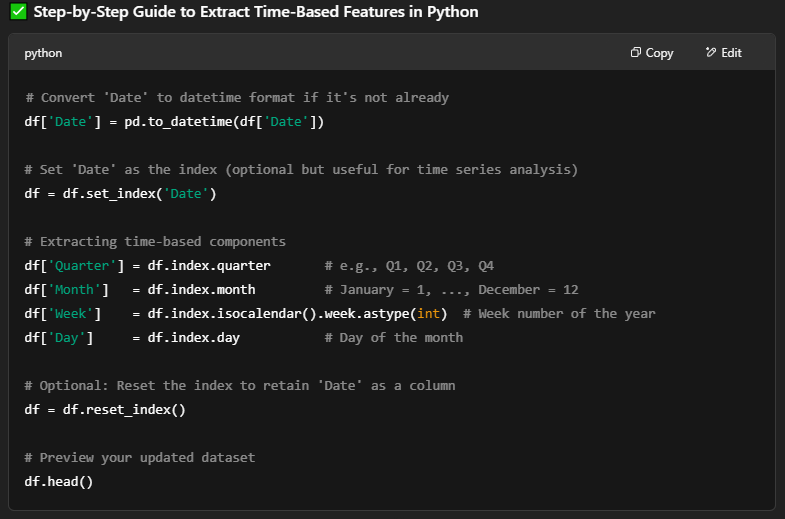 ✅ Step-by-Step Guide to Extract Time-Based Features in Python
python Copy Edit
# Convert 'Date' to datetime format if it's not already
df['Date'] = pd.to_datetime(df['Date'])
# Set 'Date' as the index (optional but useful for time series analysis)
df = df.set_index('Date')
# Extracting time-based components
df['Quarter'] = df.index.quarter       # e.g., Q1, Q2, Q3, Q4
df['Month']   = df.index.month         # January = 1, ..., December = 12
df['Week']    = df.index.isocalendar().week.astype(int)  # Week number of the year
df['Day']     = df.index.day           # Day of the month
# Optional: Reset the index to retain 'Date' as a column
df = df.reset_index()
# Preview your updated dataset
df.head()